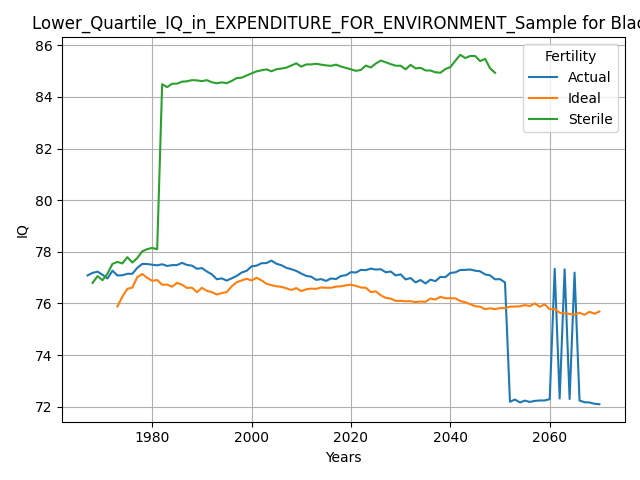 Lower_Quartile_IQ_in_EXPENDITURE_FOR_ENVIRONMENT_Sample for Blac
86
84
82
80
78
76
74
72
IQ
1980
2000
2020
2040
2060
Years
Fertility
Actual
Ideal
Sterile